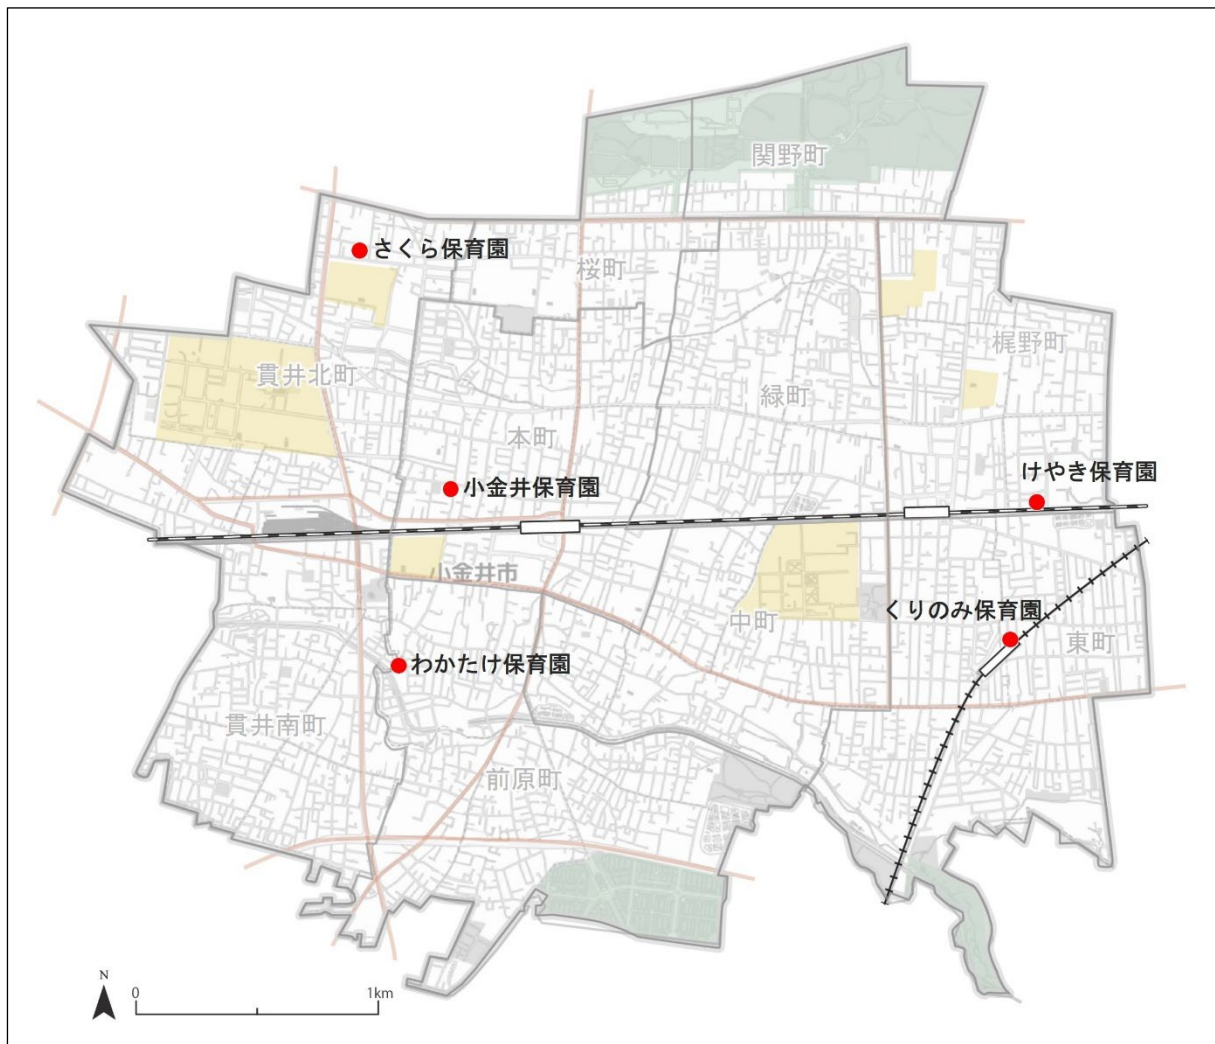 関野町
さくら保育園
桜町
梶野町
貫井北町
緑町
本町
けやき保育園
小金井保育園
小金井市
くりのみ保育園
中町
東町
わかたけ保育園
貫井南町
前原町
N
0
1km